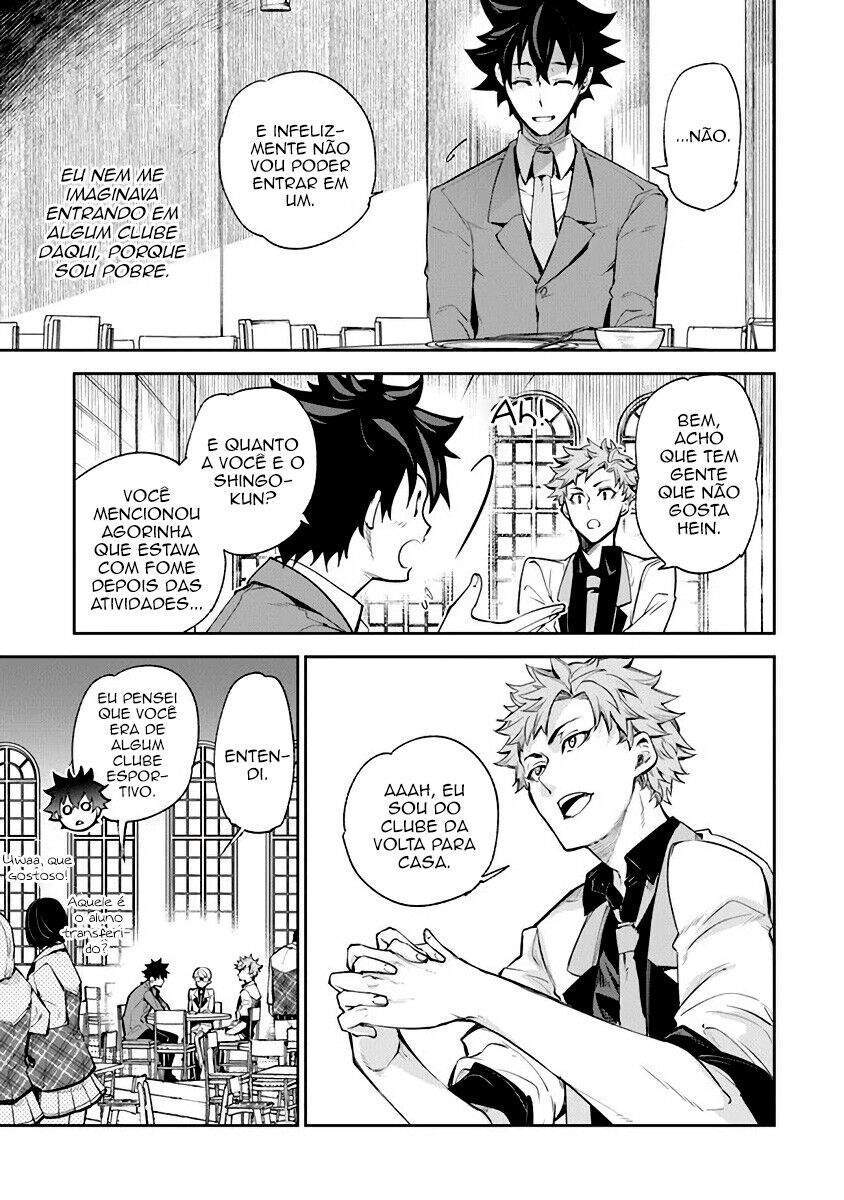 ...NÃO.
E INFELIZ-
MENTE NÃO
VOU PODER
ENTRAR EM
UM.
EU NEM ME
IMAGINAVA
ENTRANDO EM
ALGUM CLUBE
DAQUI, PORQUE
SOU POBRE.
BEM,
ACHO
QUE TEM
GENTE
QUE NÃO
GOSTA
HEIN.
Ah!
E QUANTO
A VOCÊ E O
SHINGO-
KUN?
VOCÊ
MENCIONOU
AGORINHA
QUE ESTAVA
COM FOME
DEPOIS DAS
ATIVIDADES...
AAAH, EU
SOU DO
CLUBE DA
VOLTA PARA
CASA.
ENTEN-
DI.
EU PENSEI
QUE VOCÊ
ERA DE
ALGUM
CLUBE
ESPOR-
TIVO.
Uwaa, que
Gostoso!
Aquele é
o aluno
transferi-
do?